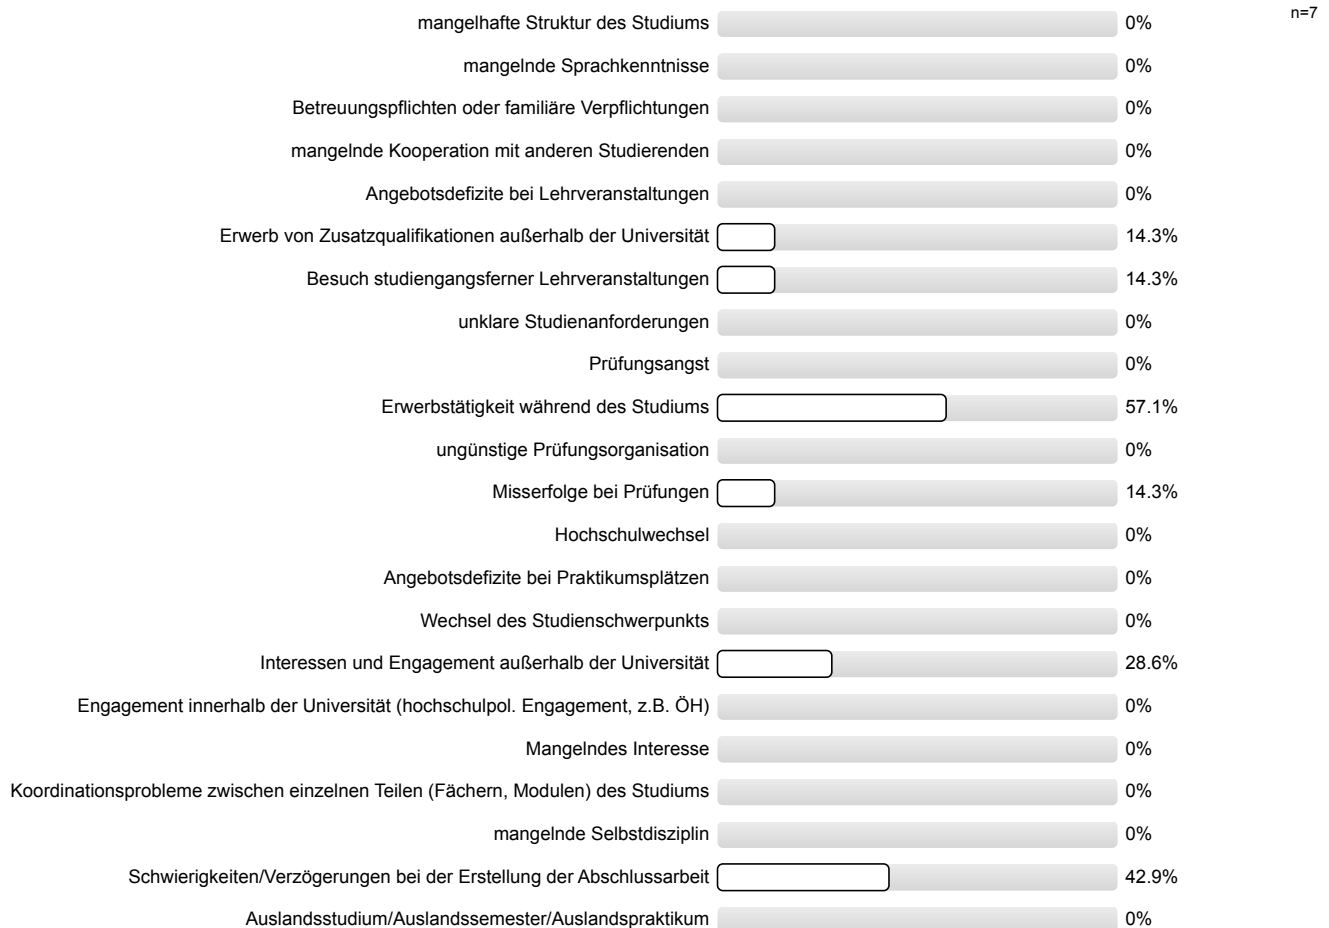 n=7
mangelhafte Struktur des Studiums 0%
mangelnde Sprachkenntnisse 0%
Betreuungspflichten oder familiäre Verpflichtungen 0%
mangelnde Kooperation mit anderen Studierenden 0%
Angebotsdefizite bei Lehrveranstaltungen 0%
Erwerb von Zusatzqualifikationen außerhalb der Universität 14.3%
Besuch studiengangsferner Lehrveranstaltungen 14.3%
unklare Studienanforderungen 0%
Prüfungsangst 0%
Erwerbstätigkeit während des Studiums 57.1%
ungünstige Prüfungsorganisation 0%
Misserfolge bei Prüfungen 14.3%
Hochschulwechsel 0%
Angebotsdefizite bei Praktikumsplätzen 0%
Wechsel des Studienschwerpunkts 0%
Interessen und Engagement außerhalb der Universität 28.6%
Engagement innerhalb der Universität (hochschulpol. Engagement, z.B. ÖH) 0%
Mangelndes Interesse 0%
Koordinationsprobleme zwischen einzelnen Teilen (Fächern, Modulen) des Studiums 0%
mangelnde Selbstdisziplin 0%
Schwierigkeiten/Verzögerungen bei der Erstellung der Abschlussarbeit 42.9%
Auslandsstudium/Auslandssemester/Auslandspraktikum 0%